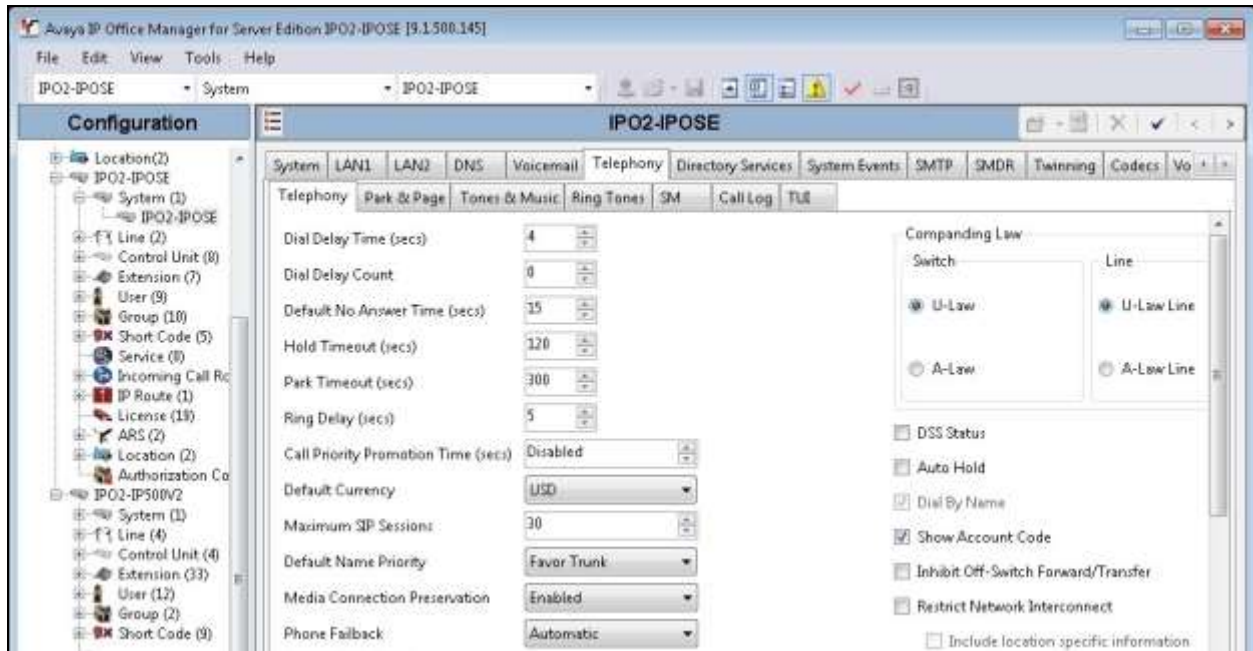 Avaya IP Office Manager for Server Edition IPO2-IPOSE [9.1.500.145]
File Edit View Tools Help
IPO2-IPOSE System IPO2-IPOSE
Configuration
IPO2-IPOSE
Location(2)
IPO2-IPOSE
System (1)
IPO2-IPOSE
Line (2)
Control Unit (8)
Extension (7)
User (9)
Group (10)
Short Code (5)
Service (0)
Incoming Call Ro
IP Route (1)
License (18)
ARS (2)
Location (2)
Authorization Co
IPO2-IP500V2
System (1)
Line (4)
Control Unit (4)
Extension (33)
User (12)
Group (2)
Short Code (9)
System LAN1 LAN2 DNS Voicemail Telephony Directory Services System Events SMTP SMDR Twinning Codecs Vo
Telephony Park & Page Tones & Music Ring Tones SM Call Log TUI
Dial Delay Time (secs) 4
Dial Delay Count 0
Default No Answer Time (secs) 15
Hold Timeout (secs) 120
Park Timeout (secs) 300
Ring Delay (secs) 5
Call Priority Promotion Time (secs) Disabled
Default Currency USD
Maximum SIP Sessions 30
Default Name Priority Favor Trunk
Media Connection Preservation Enabled
Phone Failback Automatic
Companding Law
Switch Line
U-Law U-Law Line
A-Law A-Law Line
DSS Status
Auto Hold
Dial By Name
Show Account Code
Inhibit Off-Switch Forward/Transfer
Restrict Network Interconnect
Include location specific information